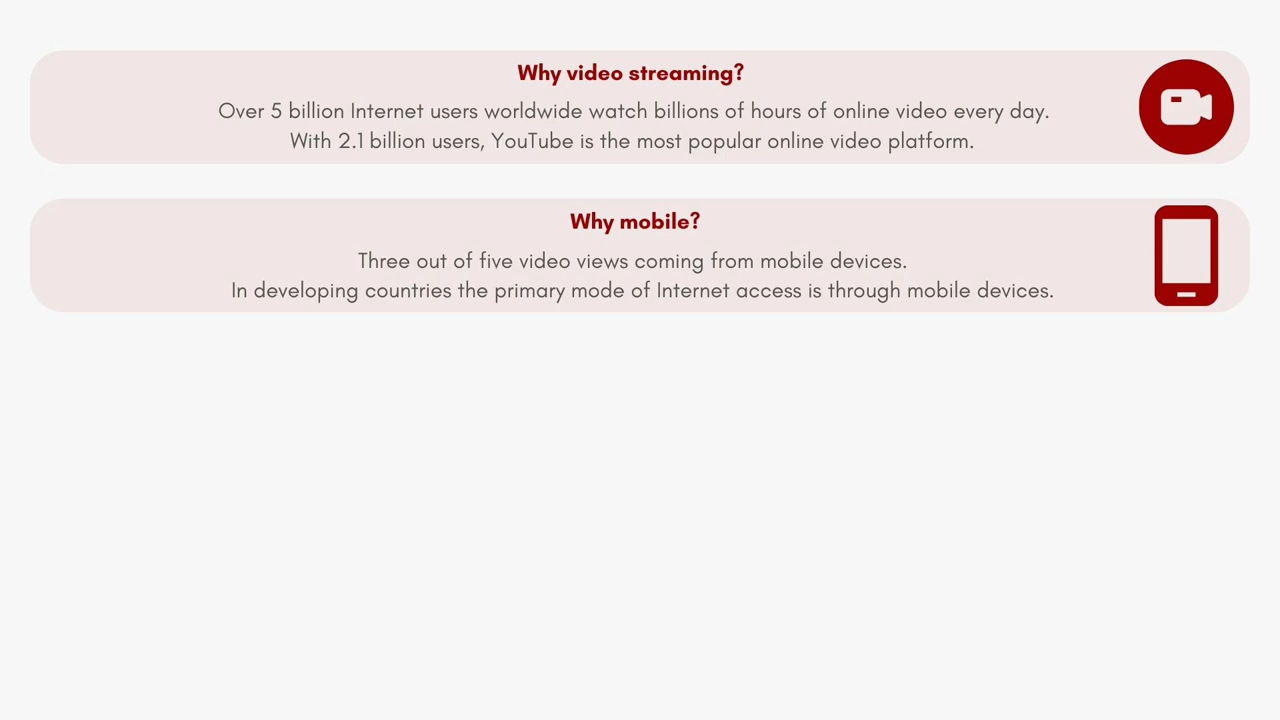 Why video streaming?
Over 5 billion Internet users worldwide watch billions of hours of online video every day.
With 2.1 billion users, YouTube is the most popular online video platform.
Why mobile?
Three out of five video views coming from mobile devices.
In developing countries the primary mode of Internet access is through mobile devices.